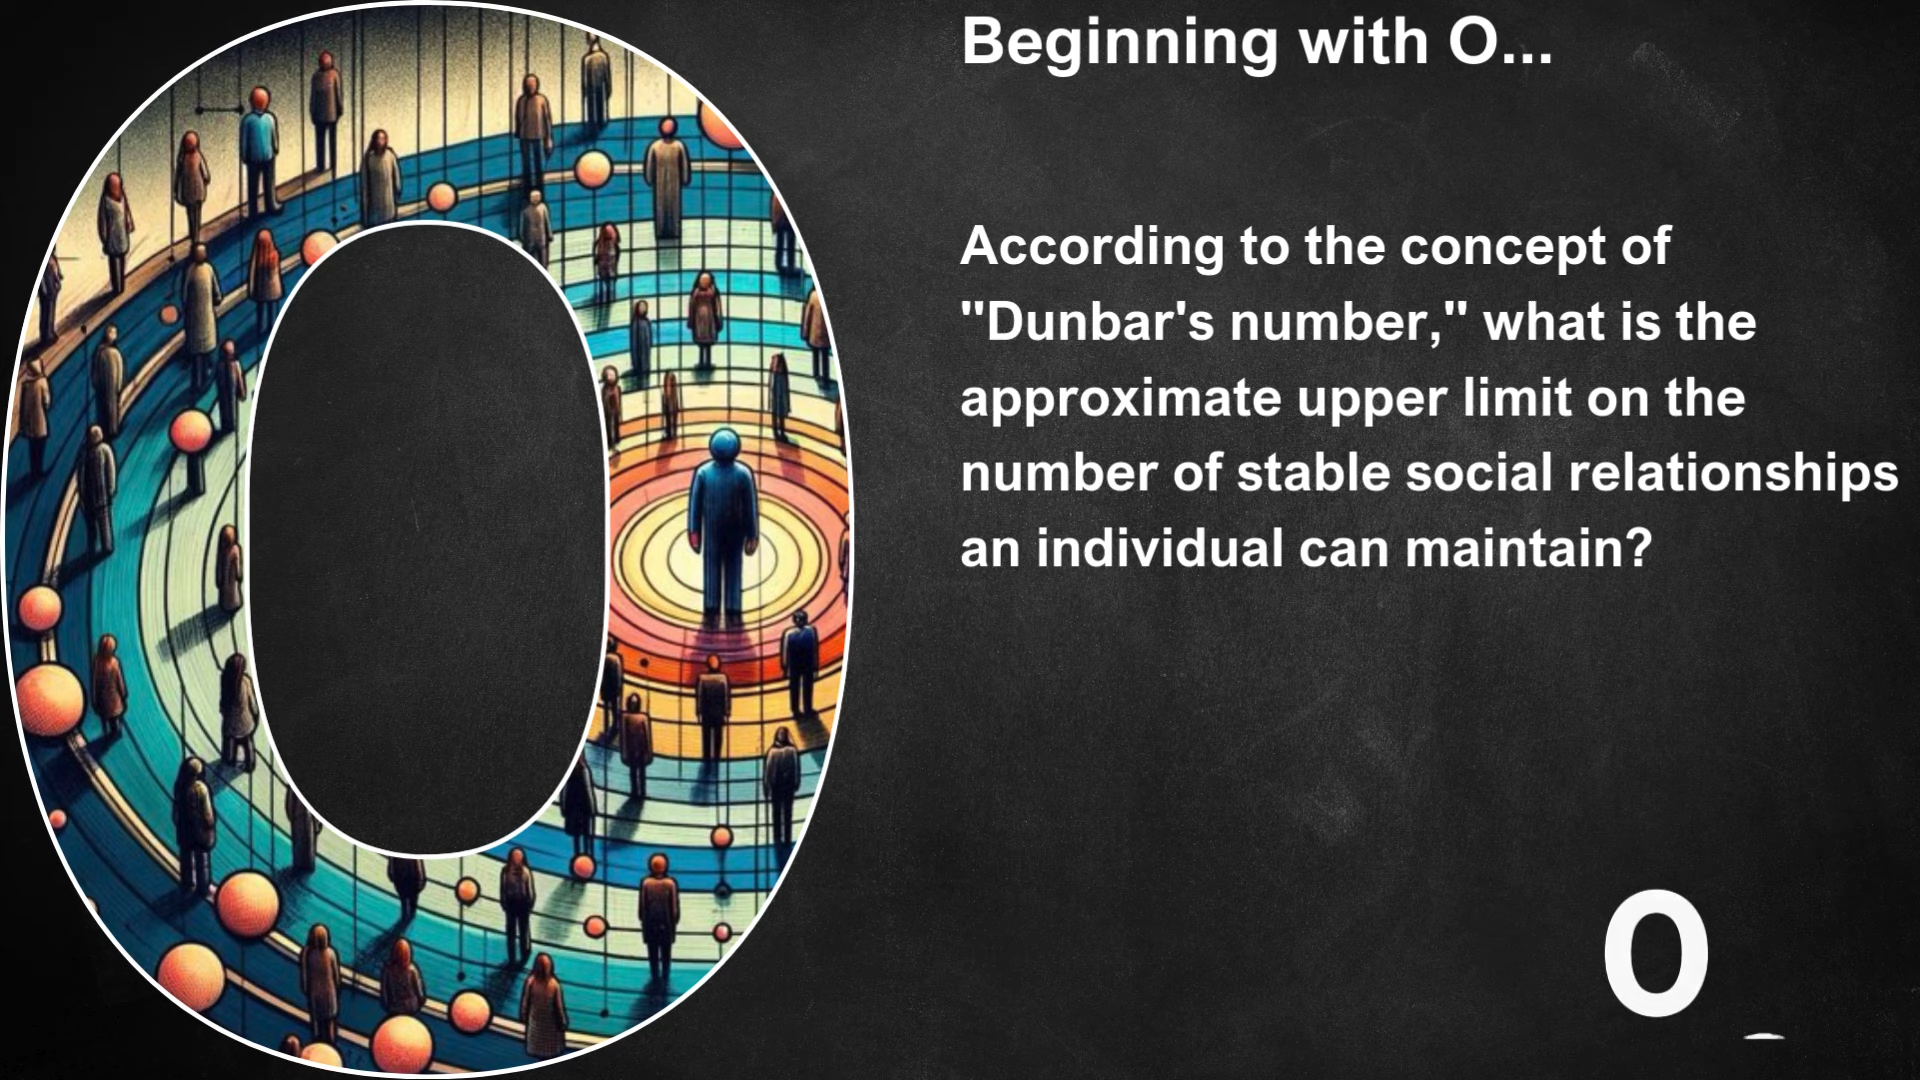 O
Beginning with O...
According to the concept of
"Dunbar's number," what is the
approximate upper limit on the
number of stable social relationships
an individual can maintain?
0